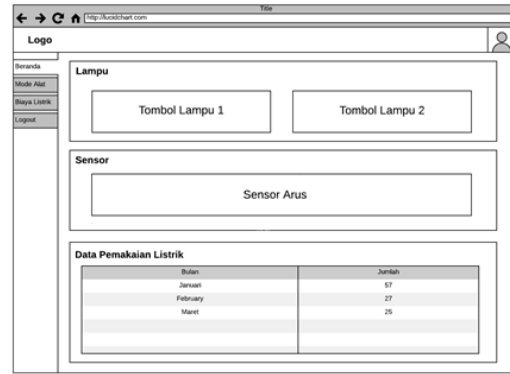 Title
http://lucidchart.com
Logo
Beranda
Mode Alat
Biaya Listrik
Logout
Lampu
Tombol Lampu 1
Tombol Lampu 2
Sensor
Sensor Arus
Data Pemakaian Listrik
Bulan Jumlah
Januari 57
February 27
Maret 25